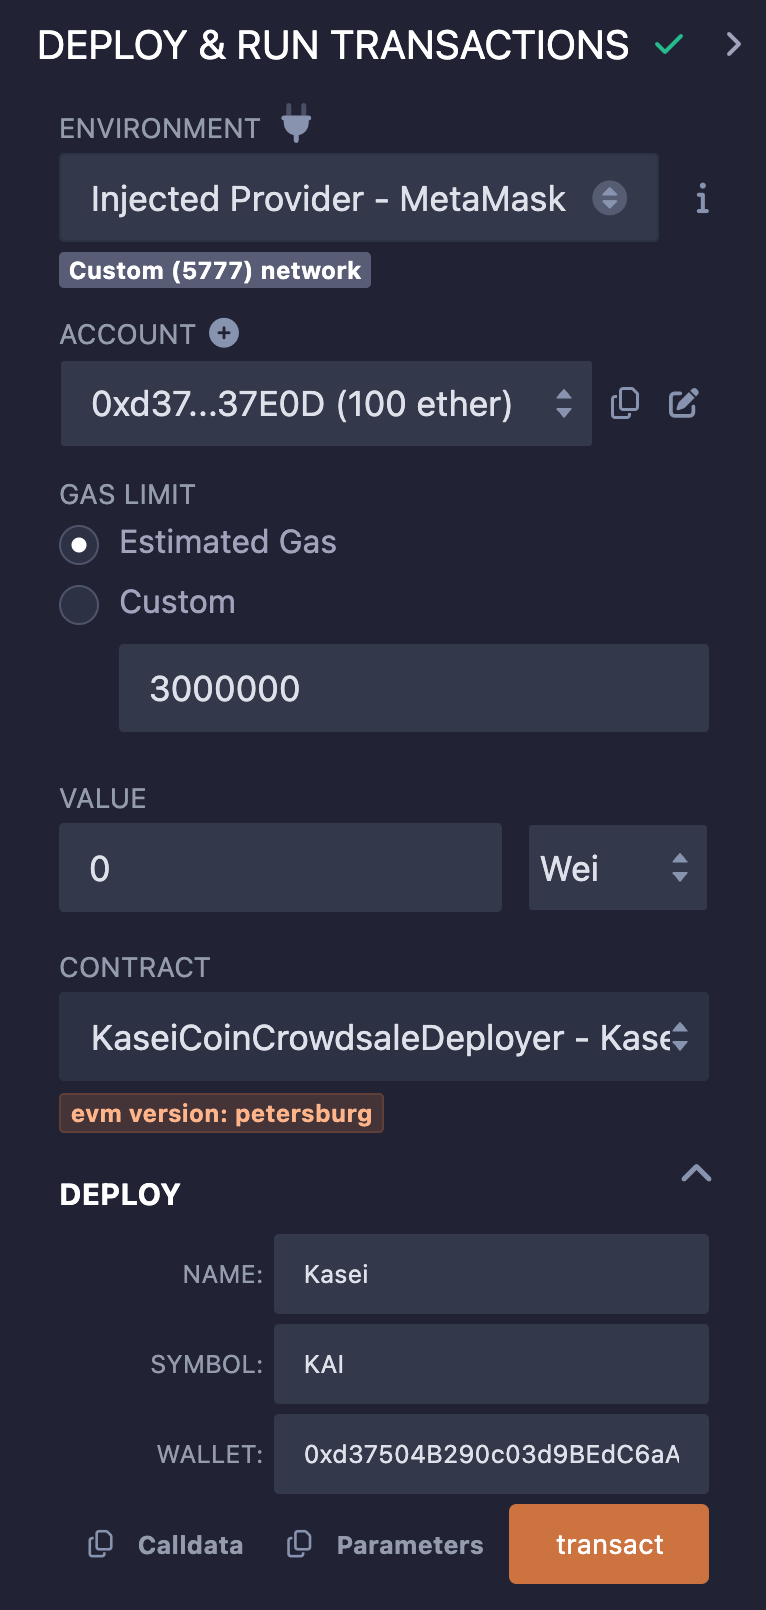 DEPLOY & RUN TRANSACTIONS
ENVIRONMENT
Injected Provider - MetaMask
Custom (5777) network
ACCOUNT
0xd37...37E0D (100 ether)
GAS LIMIT
Estimated Gas
Custom
3000000
VALUE
0 Wei
CONTRACT
KaseiCoinCrowdsaleDeployer - Kase
evm version: petersburg
DEPLOY
NAME: Kasei
SYMBOL: KAI
WALLET: 0xd37504B290c03d9BEdC6aA
Calldata Parameters transact